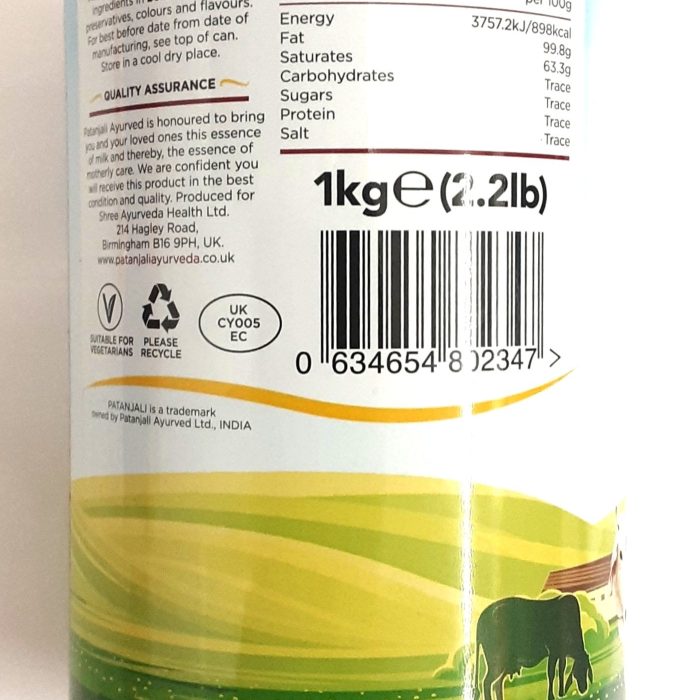 ingredients in
preservatives, colours and flavours.
For best before date from date of
manufacturing, see top of can.
Store in a cool dry place.
QUALITY ASSURANCE
Patanjali Ayurved is honoured to bring
you and your loved ones this essence
of milk and thereby, the essence of
motherly care. We are confident you
will receive this product in the best
condition and quality. Produced for
Shree Ayurveda Health Ltd.
214 Hagley Road,
Birmingham B16 9PH, UK.
www.patanjaliayurveda.co.uk
SUITABLE FOR
VEGETARIANS
PLEASE
RECYCLE
UK
CY005
EC
PATANJALI is a trademark
owned by Patanjali Ayurved Ltd., INDIA
per 100g
Energy 3757.2kJ/898kcal
Fat 99.8g
Saturates 63.3g
Carbohydrates Trace
Sugars Trace
Protein Trace
Salt Trace
1kg℮(2.2lb)
0 634654 802347 >